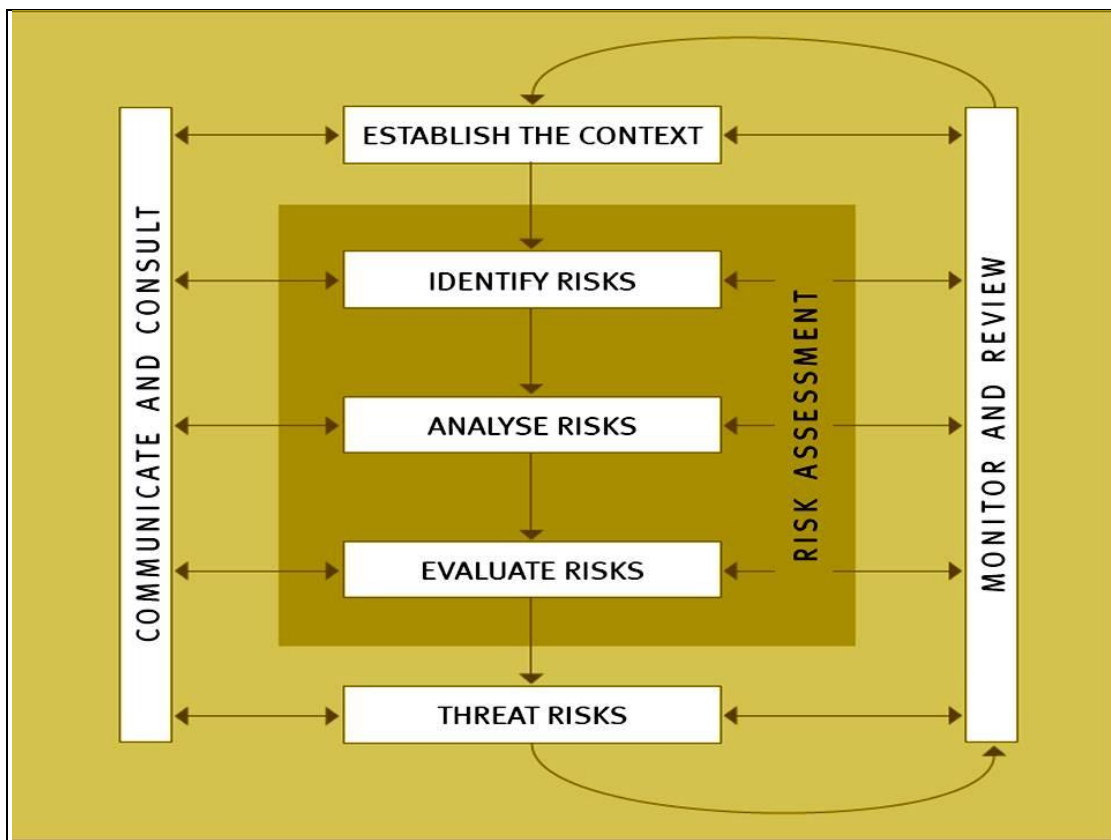 ESTABLISH THE CONTEXT
COMMUNICATE AND CONSULT
IDENTIFY RISKS
ANALYSE RISKS
EVALUATE RISKS
RISK ASSESSMENT
MONITOR AND REVIEW
THREAT RISKS